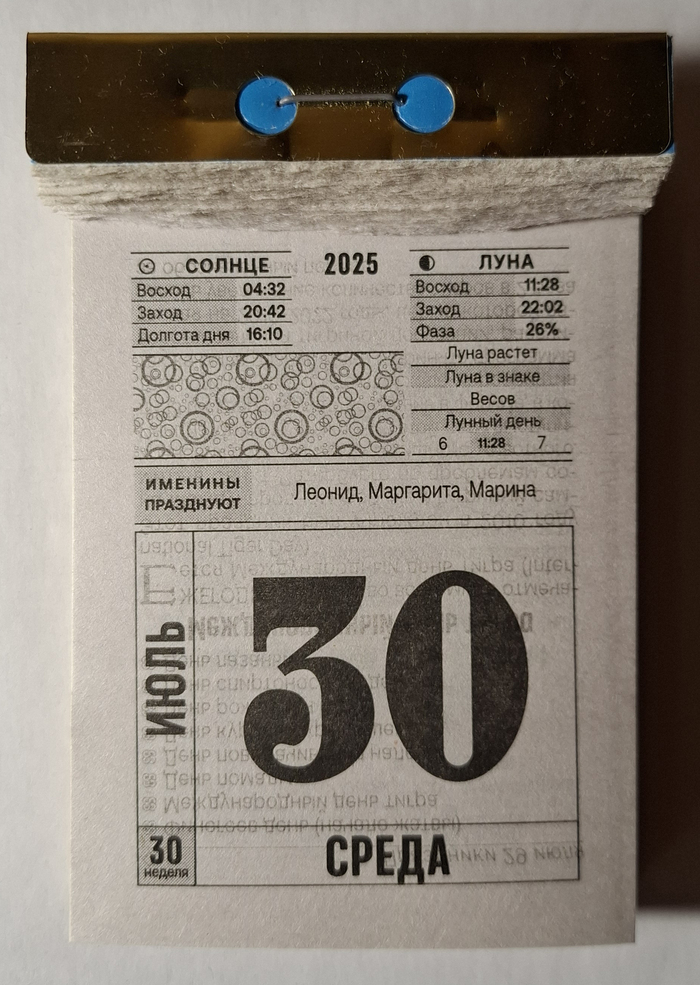 СОЛНЦЕ
Восход 04:32
Заход 20:42
Долгота дня 16:10
2025
ЛУНА
Восход 11:28
Заход 22:02
Фаза 26%
Луна растет
Луна в знаке
Весов
Лунный день
6 11:28 7
ИМЕНИНЫ
ПРАЗДНУЮТ
Леонид, Маргарита, Марина
ИЮЛЬ
30
30
неделя
СРЕДА